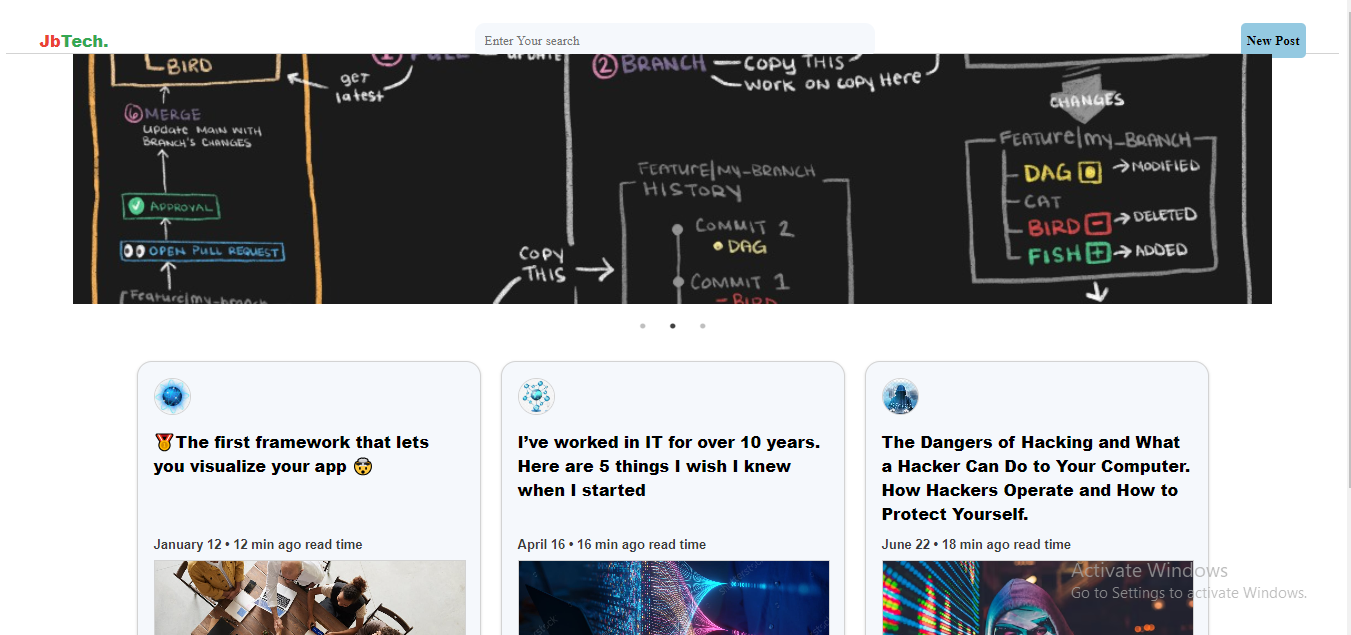 JbTech.
Enter Your search
New Post
BIRD
get
latest
UPDATE
② BRANCH
COPY THIS
WORK ON COPY Here
CHANGES
⑥ MERGE
UPDATE MAIN WITH
BRANCH'S CHANGES
APPROVAL
OPEN PULL REQUEST
Feature/my-branch
COPY
THIS
FEATURE/MY-BRANCH
HISTORY
COMMIT 2
DAG
COMMIT 1
- BIRD
FEATURE/my_BRANCH
DAG → MODIFIED
CAT
BIRD → DELETED
FISH → ADDED
🏅The first framework that lets
you visualize your app 🤯
January 12 • 12 min ago read time
I’ve worked in IT for over 10 years.
Here are 5 things I wish I knew
when I started
April 16 • 16 min ago read time
The Dangers of Hacking and What
a Hacker Can Do to Your Computer.
How Hackers Operate and How to
Protect Yourself.
June 22 • 18 min ago read time
Activate Windows
Go to Settings to activate Windows.